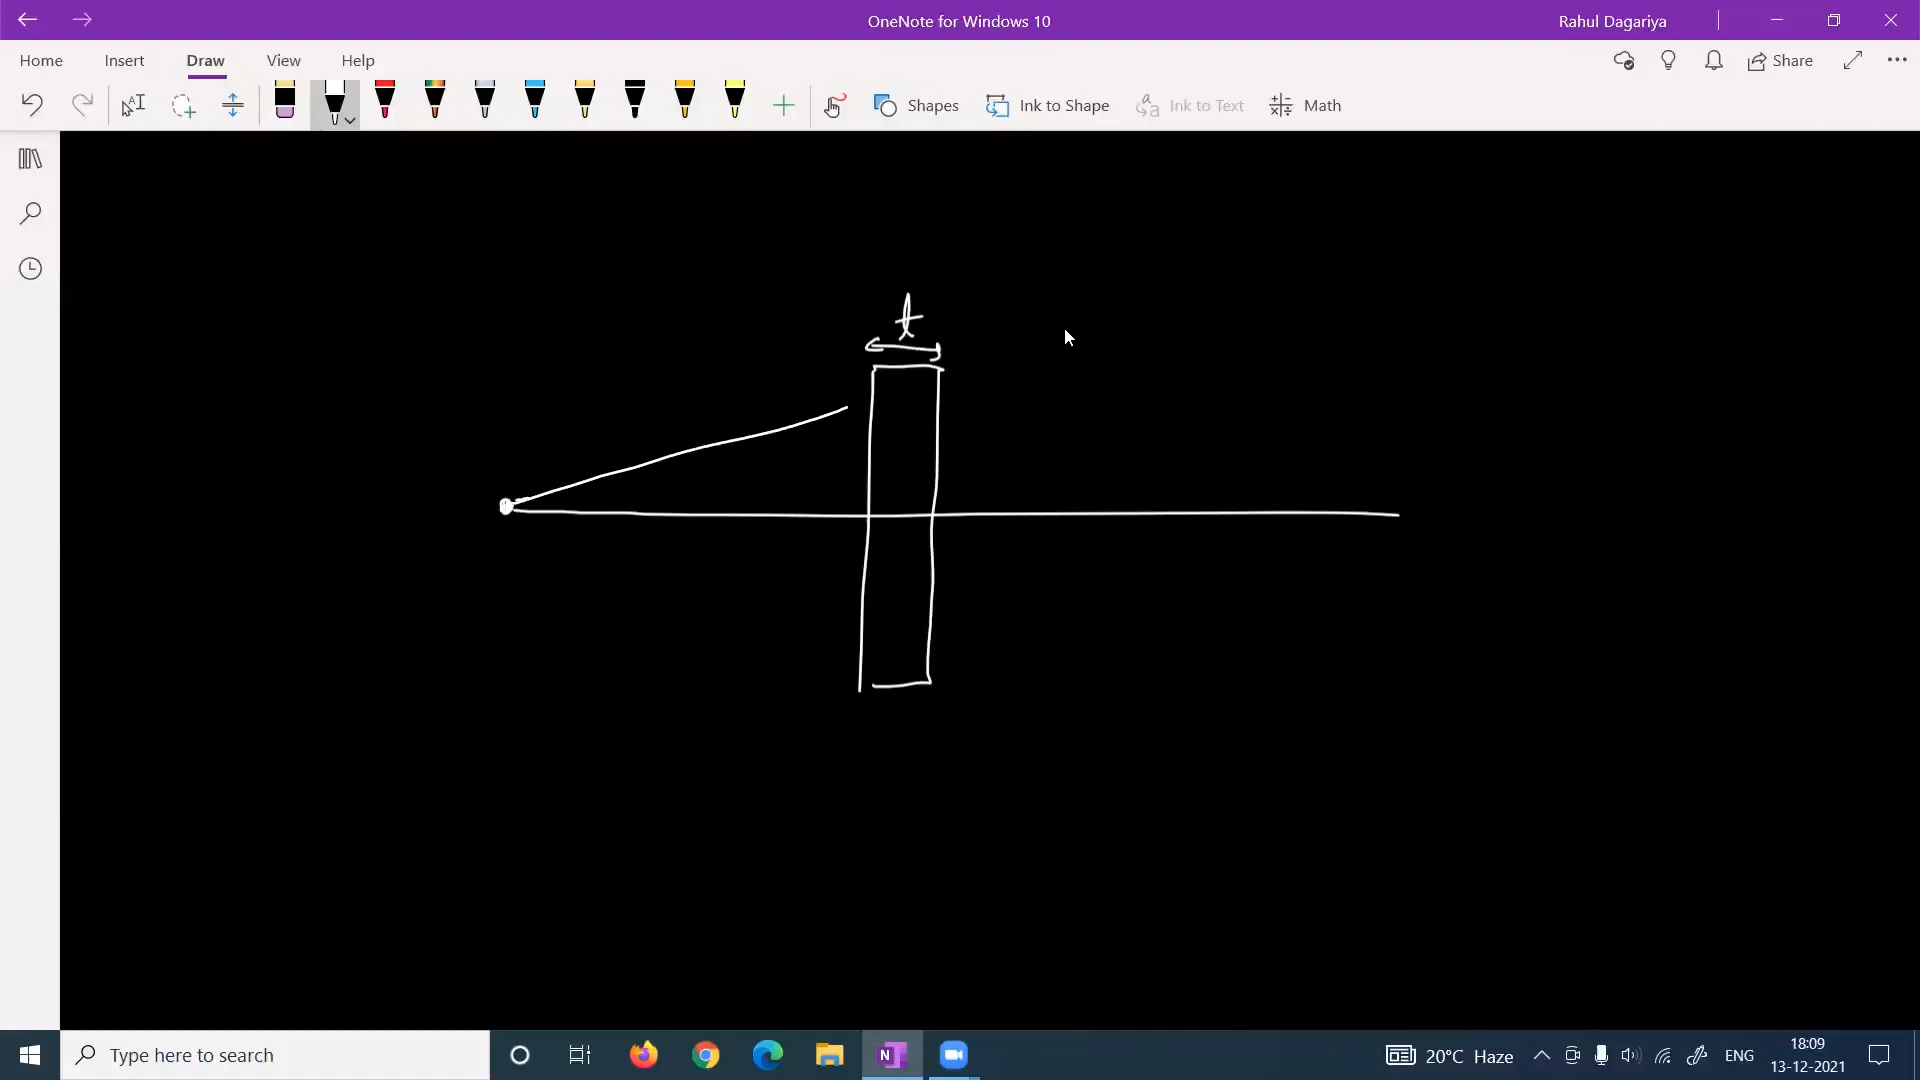 OneNote for Windows 10
Rahul Dagariya
Home Insert Draw View Help
Share
Shapes Ink to Shape Ink to Text Math
t
Type here to search
N
20°C Haze
ENG
18:09
13-12-2021